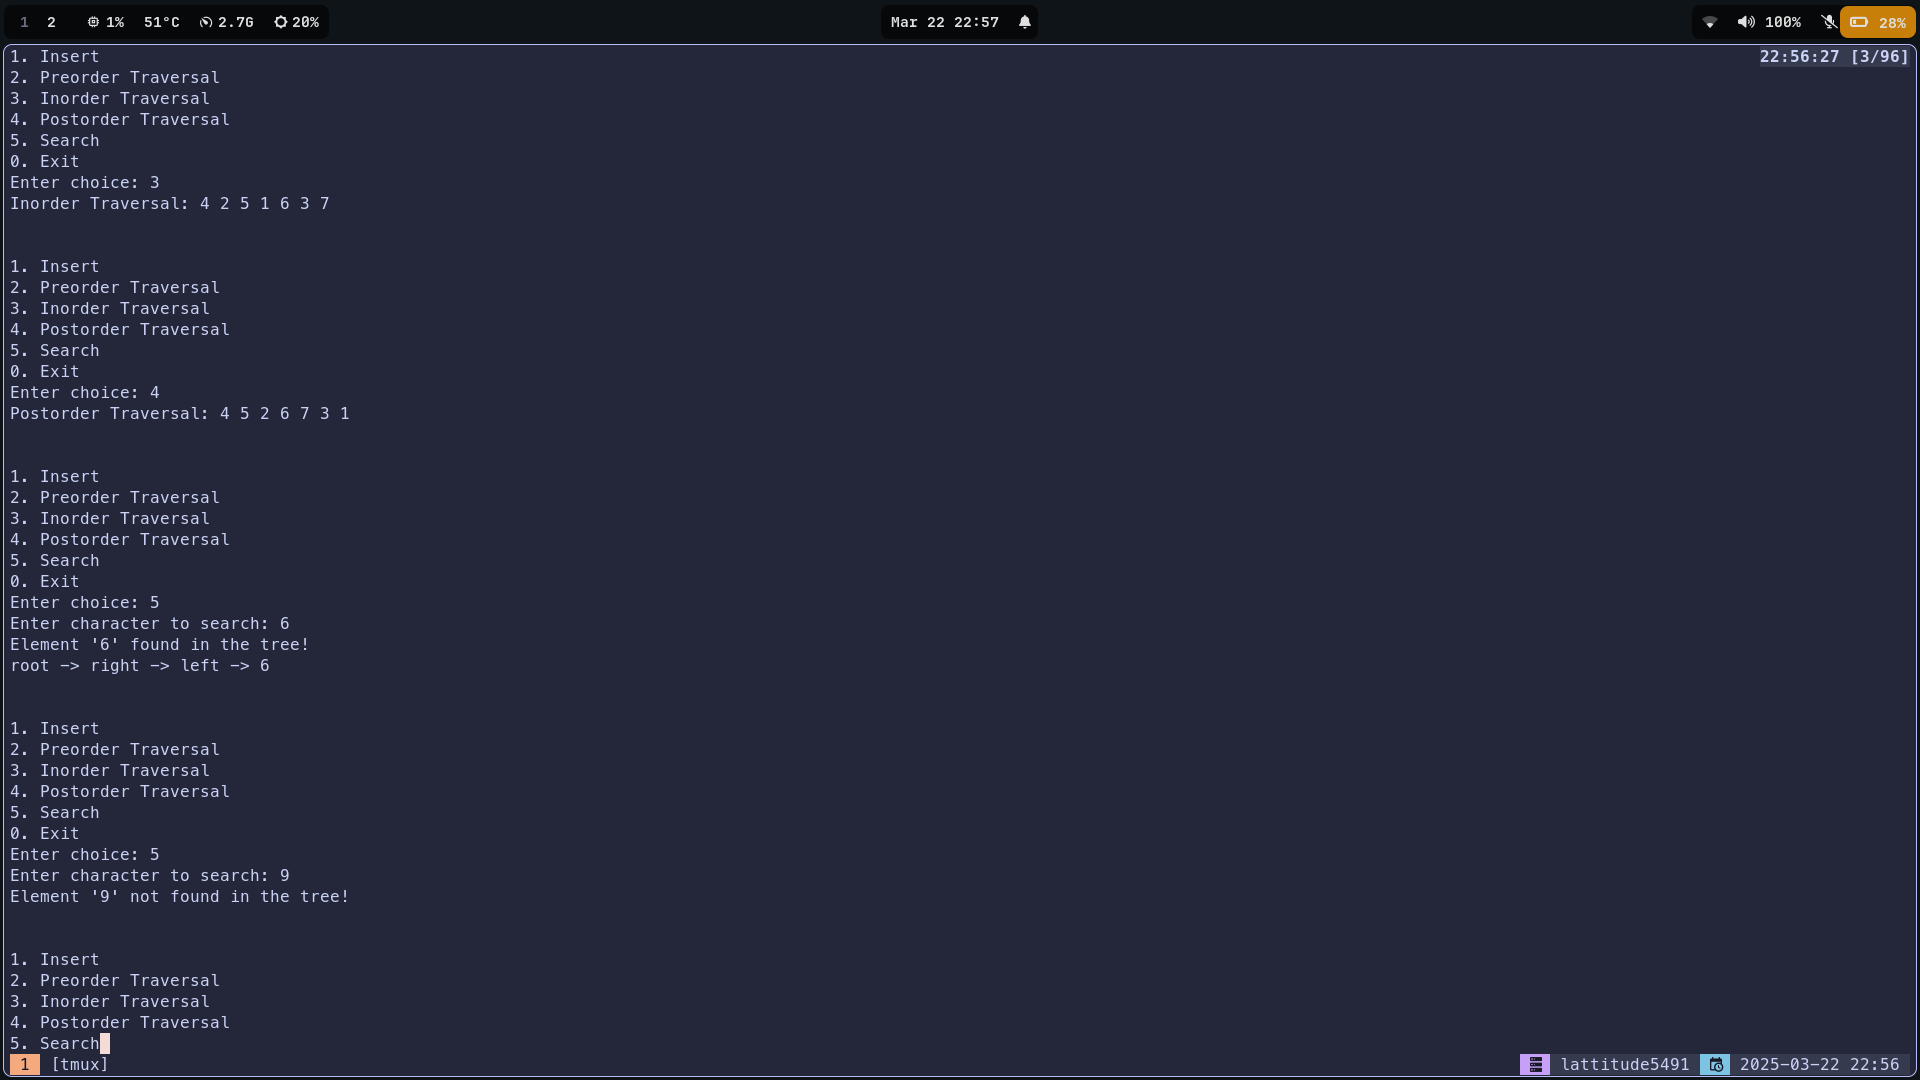 1 2 1% 51°C 2.7G 20% Mar 22 22:57 100% 28%
1. Insert 22:56:27 [3/96]
2. Preorder Traversal
3. Inorder Traversal
4. Postorder Traversal
5. Search
0. Exit
Enter choice: 3
Inorder Traversal: 4 2 5 1 6 3 7
1. Insert
2. Preorder Traversal
3. Inorder Traversal
4. Postorder Traversal
5. Search
0. Exit
Enter choice: 4
Postorder Traversal: 4 5 2 6 7 3 1
1. Insert
2. Preorder Traversal
3. Inorder Traversal
4. Postorder Traversal
5. Search
0. Exit
Enter choice: 5
Enter character to search: 6
Element '6' found in the tree!
root -> right -> left -> 6
1. Insert
2. Preorder Traversal
3. Inorder Traversal
4. Postorder Traversal
5. Search
0. Exit
Enter choice: 5
Enter character to search: 9
Element '9' not found in the tree!
1. Insert
2. Preorder Traversal
3. Inorder Traversal
4. Postorder Traversal
5. Search
1 [tmux] lattitude5491 2025-03-22 22:56